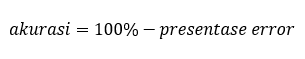 akurasi = 100% − presentase error